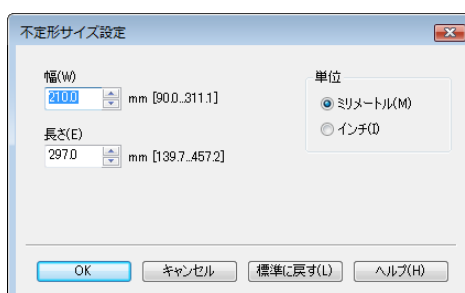 不定形サイズ設定
幅(W)
210.0 mm [90.0..311.1]
長さ(E)
297.0 mm [139.7..457.2]
単位
ミリメートル(M)
インチ(I)
OK キャンセル 標準に戻す(L) ヘルプ(H)